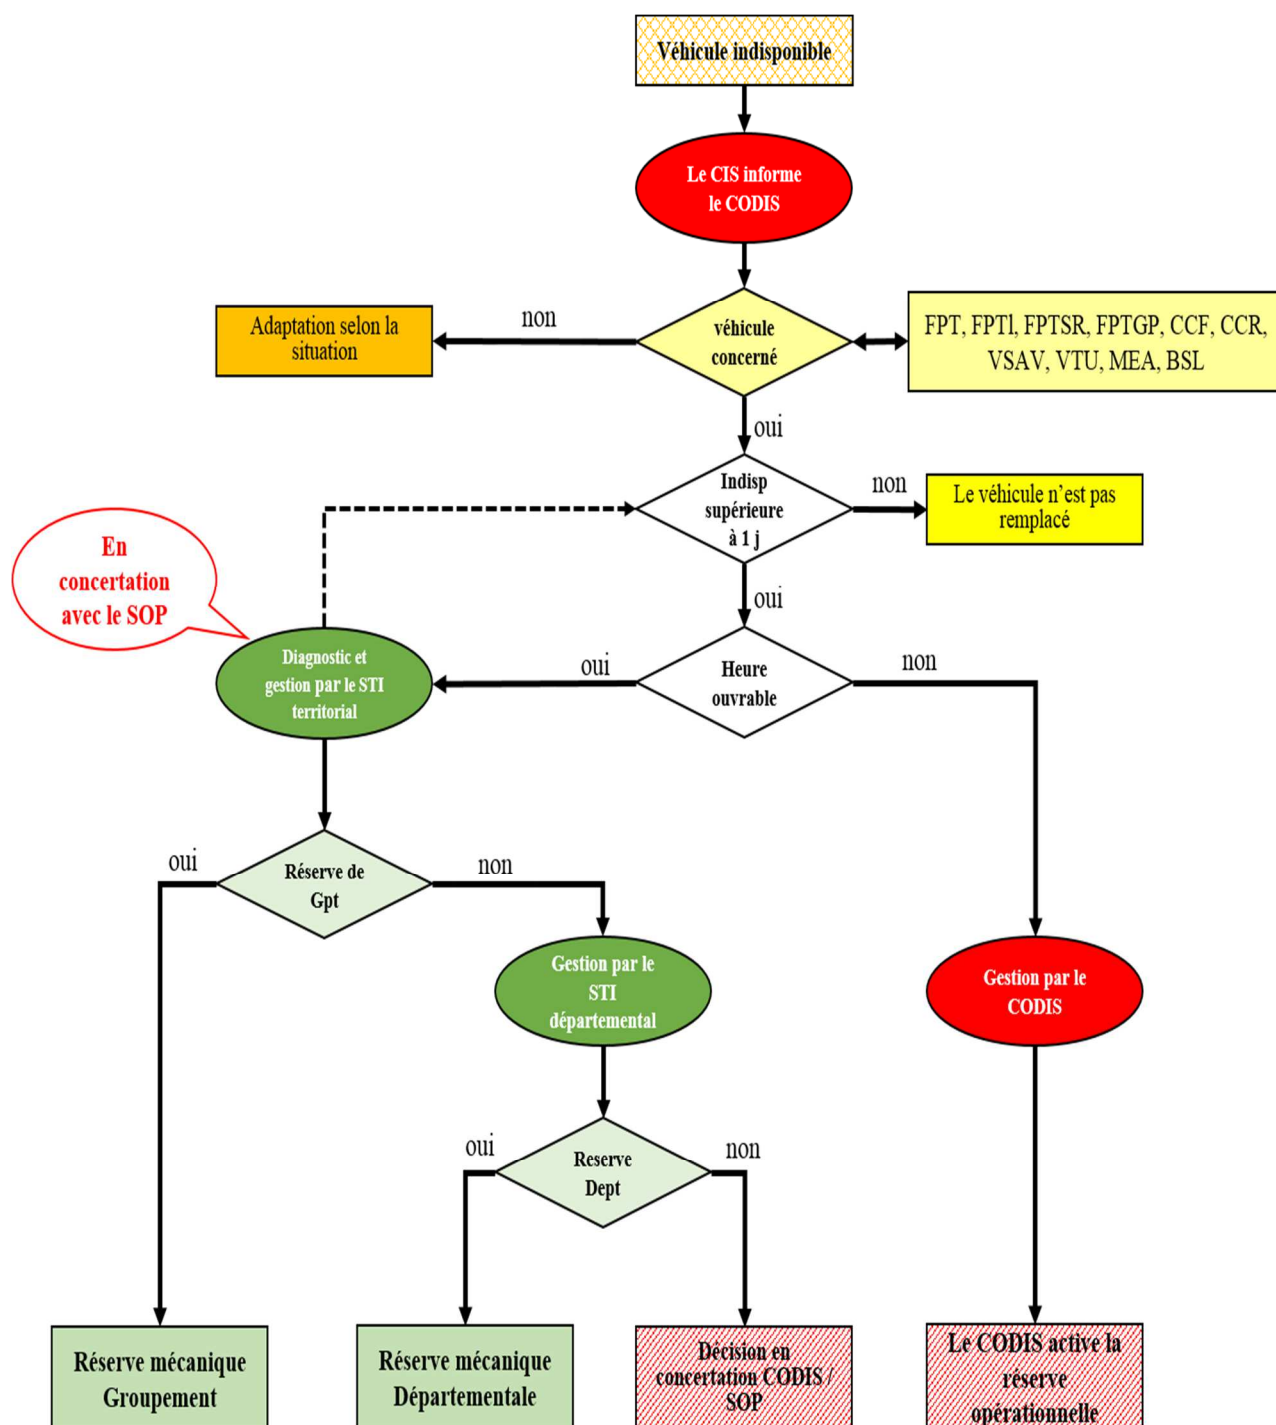 Véhicule indisponible
Le CIS informe
le CODIS
non
Adaptation selon la
situation
véhicule
concerné
FPT, FPTl, FPTSR, FPTGP, CCF, CCR,
VSAV, VTU, MEA, BSL
oui
Indisp
supérieure
à 1 j
non
Le véhicule n’est pas
remplacé
En
concertation
avec le SOP
oui
Diagnostic et
gestion par le STI
territorial
oui
Heure
ouvrable
non
oui
Réserve de
Gpt
non
Gestion par le
STI
départemental
Gestion par le
CODIS
oui
Reserve
Dept
non
Réserve mécanique
Groupement
Réserve mécanique
Départementale
Décision en
concertation CODIS /
SOP
Le CODIS active la
réserve
opérationnelle